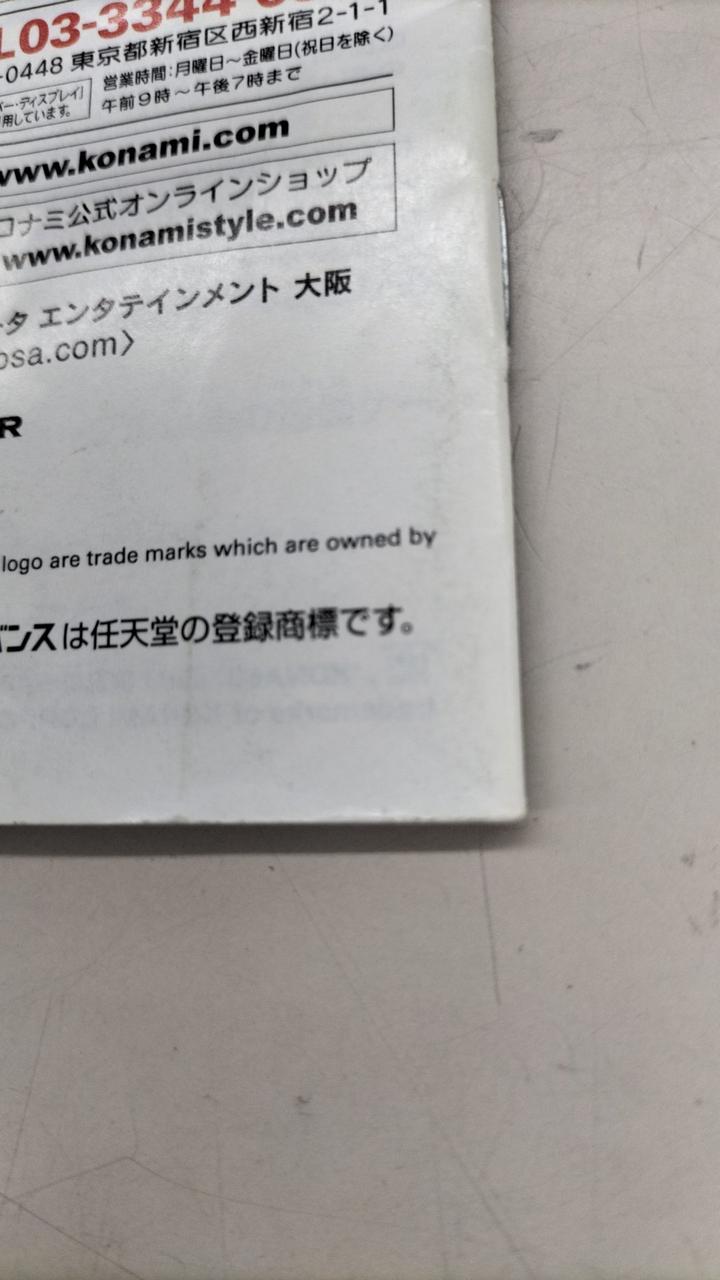 L03-3344-
-0448 東京都新宿区西新宿2-1-1
バー・ディスプレイ」
用しています。
営業時間:月曜日〜金曜日(祝日を除く)
午前9時〜午後7時まで
www.konami.com
コナミ公式オンラインショップ
www.konamistyle.com
ータ エンタテインメント 大阪
osa.com〉
R
logo are trade marks which are owned by
バンスは任天堂の登録商標です。